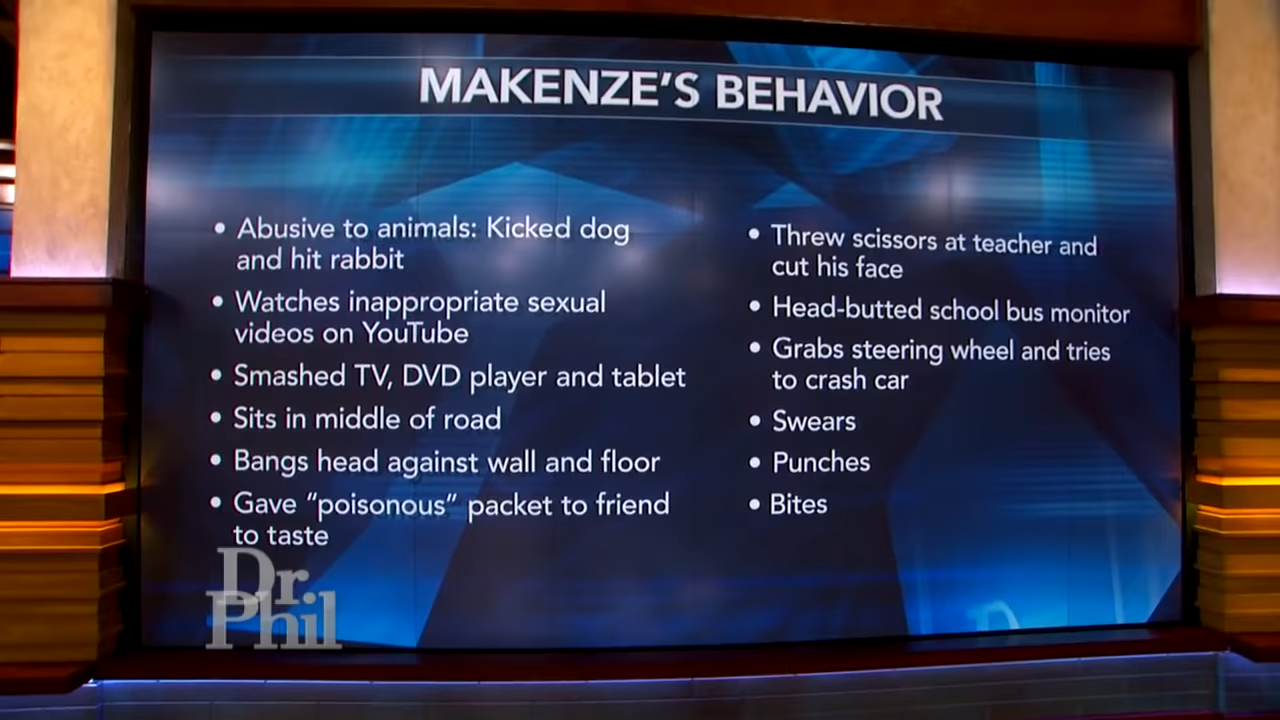 MAKENZE'S BEHAVIOR
• Abusive to animals: Kicked dog
and hit rabbit
• Watches inappropriate sexual
videos on YouTube
• Smashed TV, DVD player and tablet
• Sits in middle of road
• Bangs head against wall and floor
• Gave “poisonous” packet to friend
to taste
• Threw scissors at teacher and
cut his face
• Head-butted school bus monitor
• Grabs steering wheel and tries
to crash car
• Swears
• Punches
• Bites
Dr.
Phil